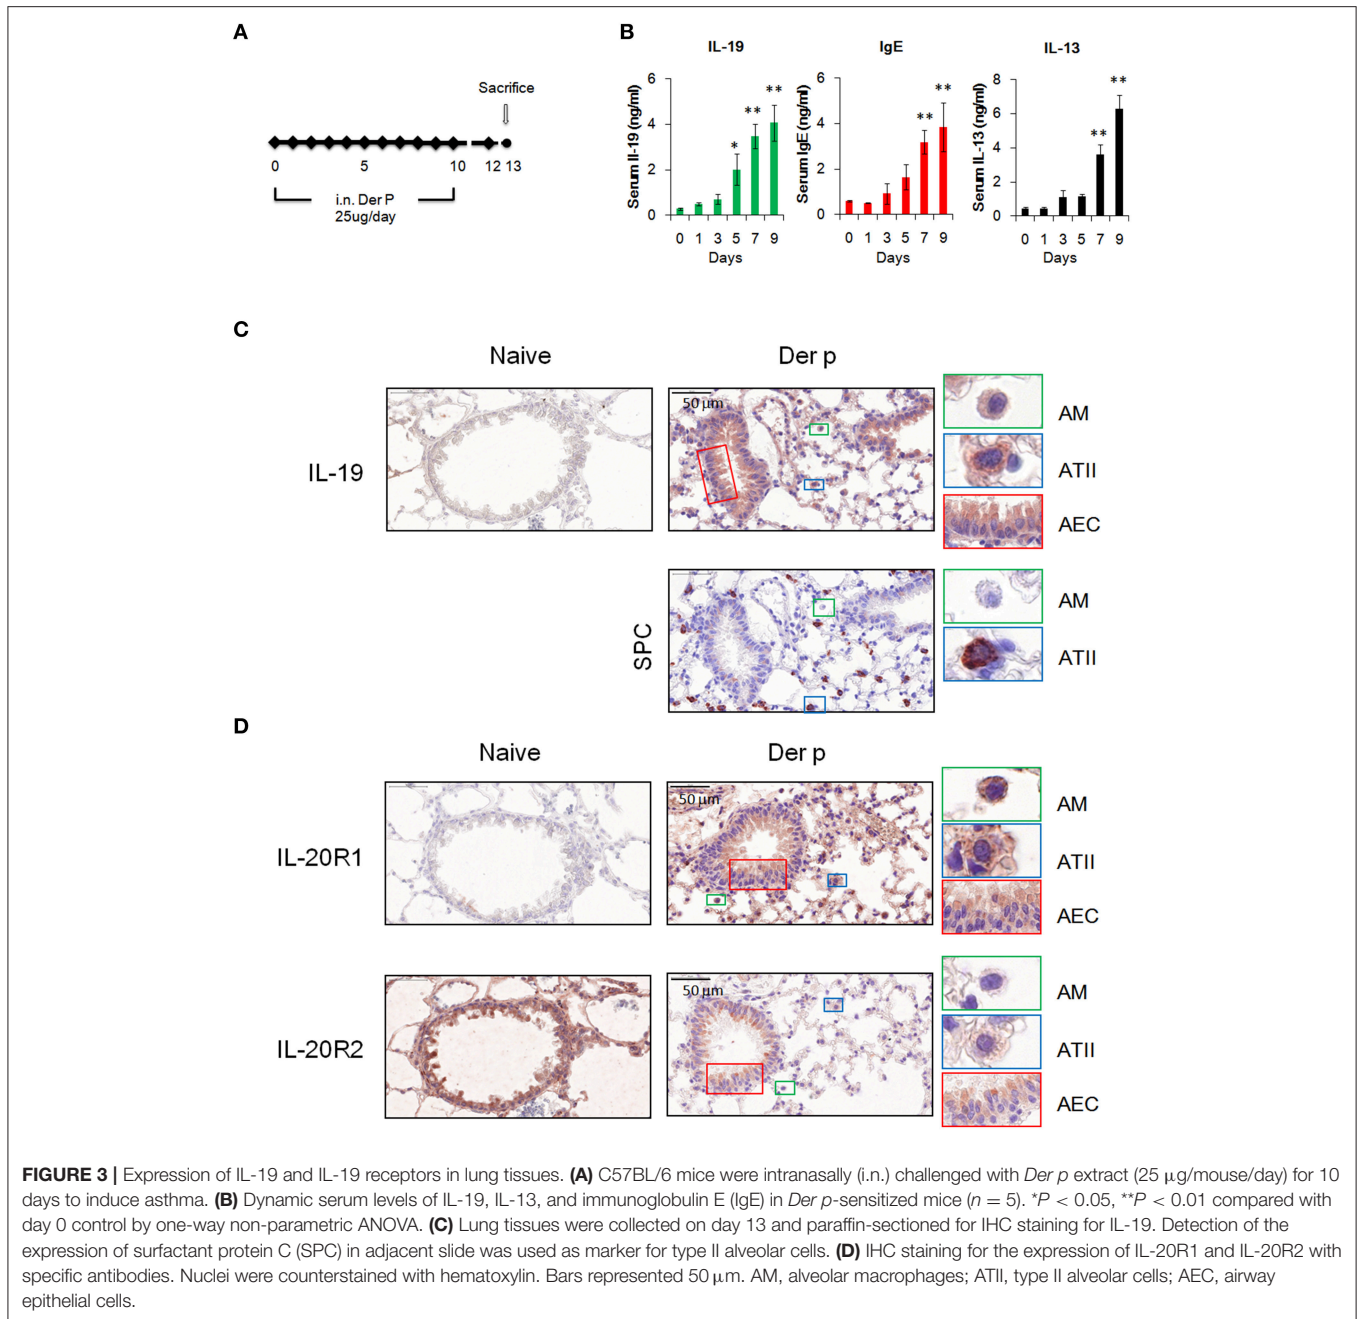 A
Sacrifice
0 5 10 12 13
i.n. Der P
25ug/day
B
IL-19
Serum Il-19 (ng/ml)
6
4
2
0
0 1 3 5 7 9
Days
* ** **
IgE
Serum IgE (ng/ml)
6
4
2
0
0 1 3 5 7 9
Days
** **
IL-13
Serum IL-13 (ng/ml)
8
6
4
2
0
0 1 3 5 7 9
Days
** **
C
Naive Der p
IL-19
50 μm
AM
ATII
AEC
SPC
AM
ATII
D
Naive Der p
IL-20R1
50 μm
AM
ATII
AEC
IL-20R2
50 μm
AM
ATII
AEC
FIGURE 3 | Expression of IL-19 and IL-19 receptors in lung tissues. (A) C57BL/6 mice were intranasally (i.n.) challenged with Der p extract (25 μg/mouse/day) for 10
days to induce asthma. (B) Dynamic serum levels of IL-19, IL-13, and immunoglobulin E (IgE) in Der p-sensitized mice (n = 5). *P < 0.05, **P < 0.01 compared with
day 0 control by one-way non-parametric ANOVA. (C) Lung tissues were collected on day 13 and paraffin-sectioned for IHC staining for IL-19. Detection of the
expression of surfactant protein C (SPC) in adjacent slide was used as marker for type II alveolar cells. (D) IHC staining for the expression of IL-20R1 and IL-20R2 with
specific antibodies. Nuclei were counterstained with hematoxylin. Bars represented 50 μm. AM, alveolar macrophages; ATII, type II alveolar cells; AEC, airway
epithelial cells.